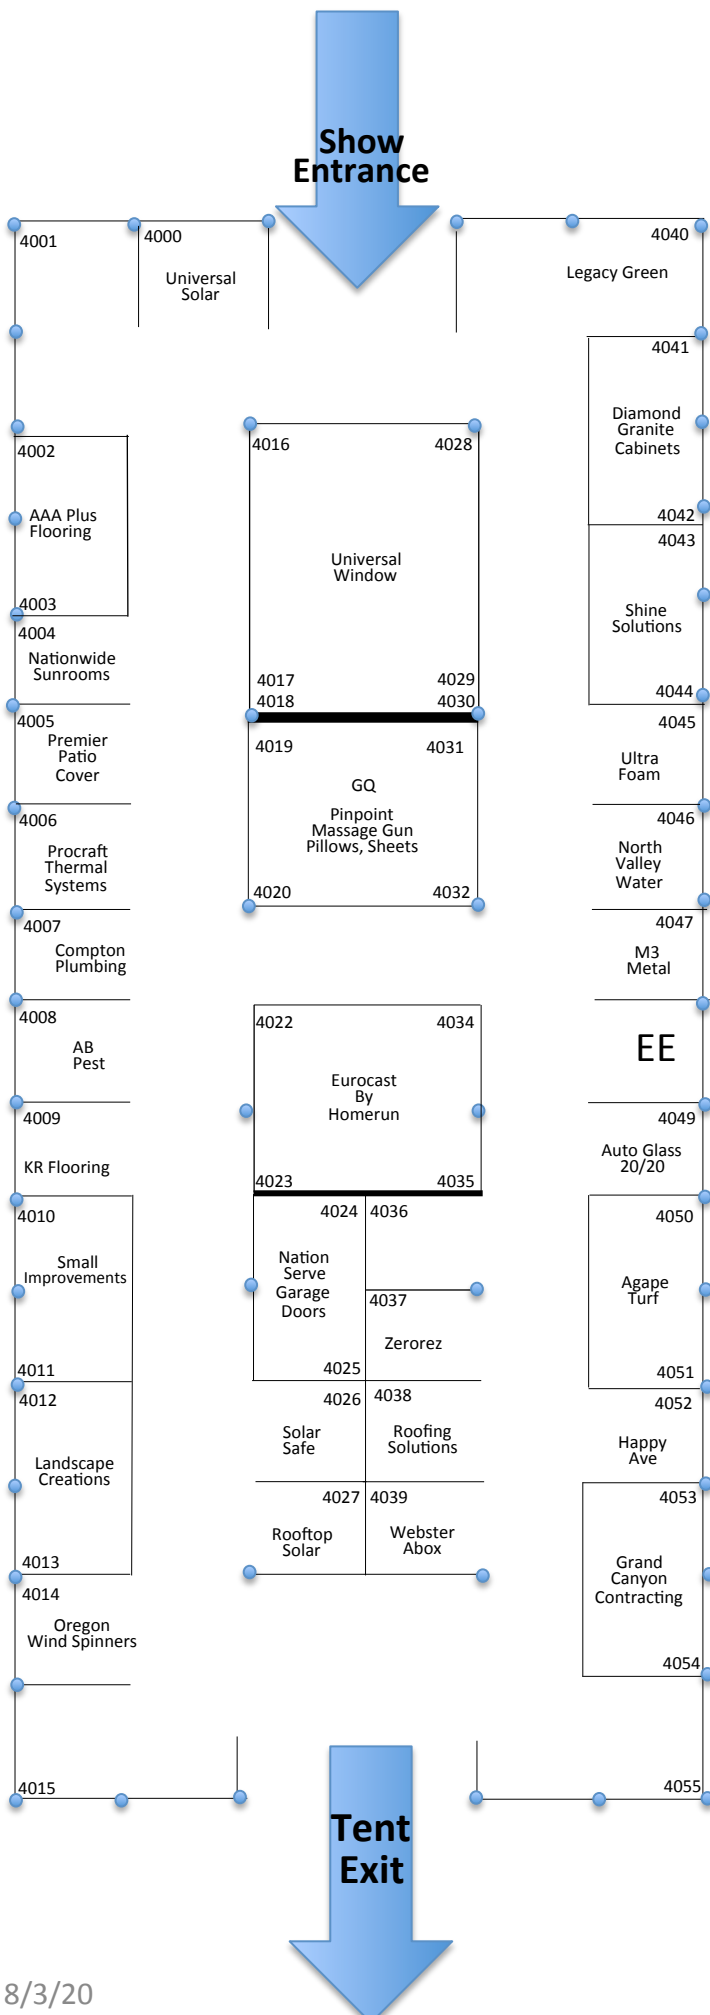 Show
Entrance
4001
4000
Universal
Solar
4040
Legacy Green
4041
Diamond
Granite
Cabinets
4042
4002
AAA Plus
Flooring
4003
4016
4028
Universal
Window
4017
4029
4018
4030
4043
Shine
Solutions
4044
4004
Nationwide
Sunrooms
4005
Premier
Patio
Cover
4019
4031
GQ
Pinpoint
Massage Gun
Pillows, Sheets
4020
4032
4045
Ultra
Foam
4006
Procraft
Thermal
Systems
4046
North
Valley
Water
4007
Compton
Plumbing
4047
M3
Metal
4008
AB
Pest
4022
4034
Eurocast
By
Homerun
4023
4035
EE
4009
KR Flooring
4049
Auto Glass
20/20
4010
Small
Improvements
4011
4024
4036
Nation
Serve
Garage
Doors
4025
4037
Zerorez
4050
Agape
Turf
4051
4012
Landscape
Creations
4013
4026
4038
Solar
Safe
Roofing
Solutions
4052
Happy
Ave
4027
4039
Rooftop
Solar
Webster
Abox
4053
Grand
Canyon
Contracting
4054
4014
Oregon
Wind Spinners
4015
4055
Tent
Exit
8/3/20